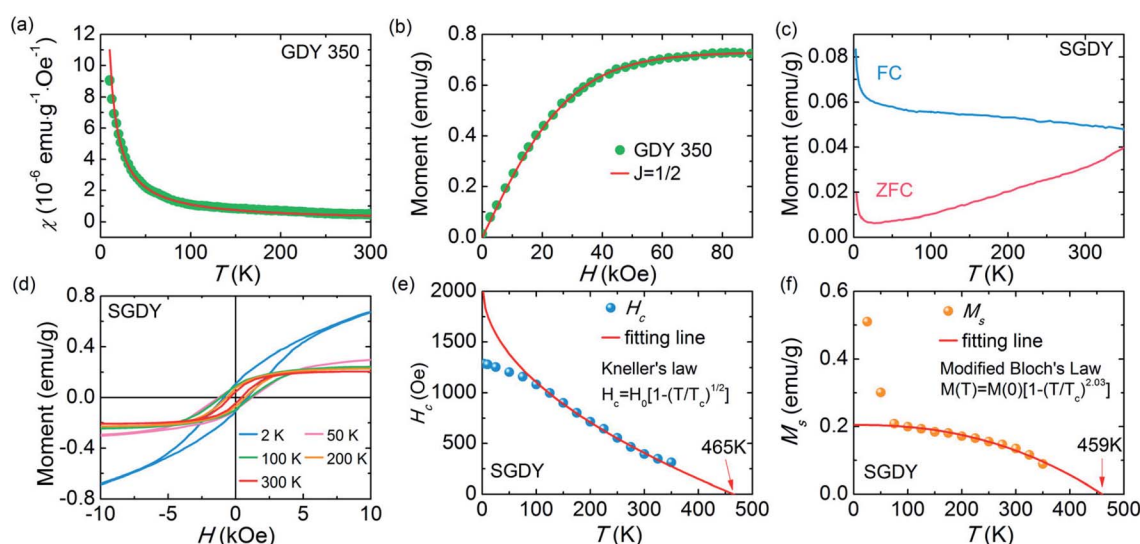 (a)
12
10
8
6
4
2
0
GDY 350
χ (10⁻⁶ emu·g⁻¹·Oe⁻¹)
0 100 200 300
T (K)
(b)
0.8
0.6
0.4
0.2
0.0
Moment (emu/g)
GDY 350
J=1/2
0 20 40 60 80
H (kOe)
(c)
SGDY
0.08
0.06
0.04
0.02
0.00
Moment (emu/g)
FC
ZFC
0 100 200 300
T (K)
(d)
SGDY
0.8
0.4
0.0
-0.4
-0.8
Moment (emu/g)
2 K 50 K
100 K 200 K
300 K
-10 -5 0 5 10
H (kOe)
(e)
2000
1500
1000
500
0
H_c (Oe)
H_c
fitting line
Kneller's law
H_c=H_0[1-(T/T_c)^1/2]
465K
SGDY
0 100 200 300 400 500
T (K)
(f)
0.6
0.4
0.2
0.0
M_s (emu/g)
M_s
fitting line
Modified Bloch's Law
M(T)=M(0)[1-(T/T_c)^2.03]
459K
SGDY
0 100 200 300 400 500
T (K)